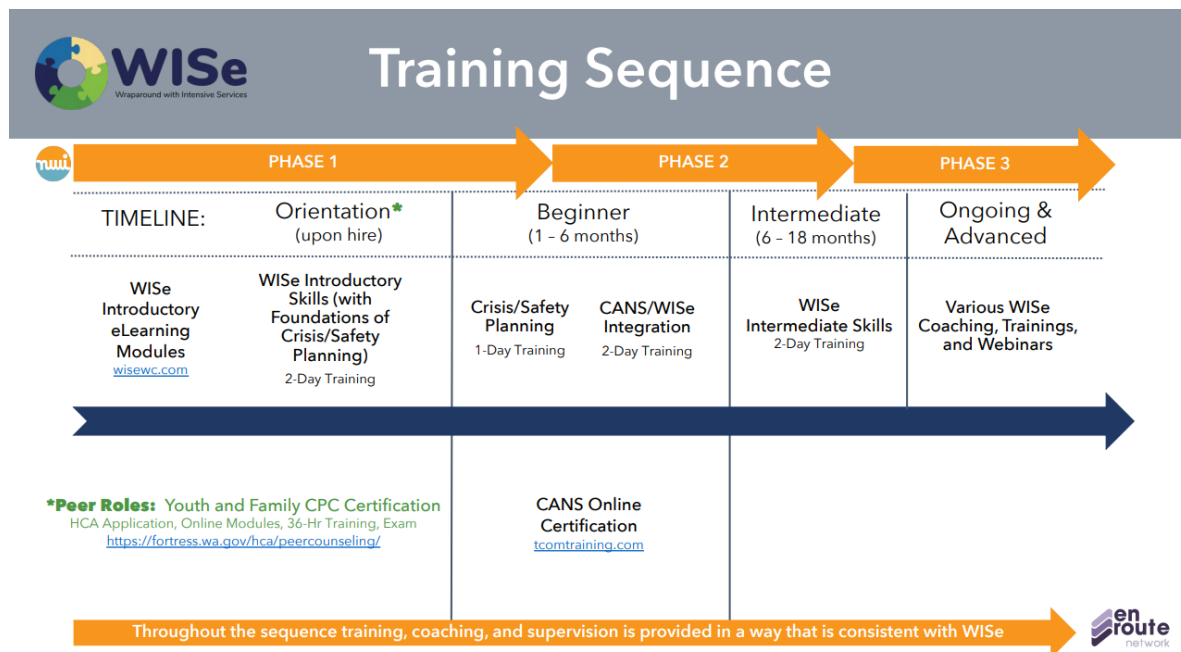 WISe
Wraparound with Intensive Services
Training Sequence
nwi
PHASE 1
PHASE 2
PHASE 3
TIMELINE:
Orientation*
(upon hire)
Beginner
(1 – 6 months)
Intermediate
(6 – 18 months)
Ongoing &
Advanced
WISe
Introductory
eLearning
Modules
wisewc.com
WISe Introductory
Skills (with
Foundations of
Crisis/Safety
Planning)
2-Day Training
Crisis/Safety
Planning
1-Day Training
CANS/WISe
Integration
2-Day Training
WISe
Intermediate Skills
2-Day Training
Various WISe
Coaching, Trainings,
and Webinars
*Peer Roles: Youth and Family CPC Certification
HCA Application, Online Modules, 36-Hr Training, Exam
https://fortress.wa.gov/hca/peercounseling/
CANS Online
Certification
tcomtraining.com
Throughout the sequence training, coaching, and supervision is provided in a way that is consistent with WISe
en
route
network